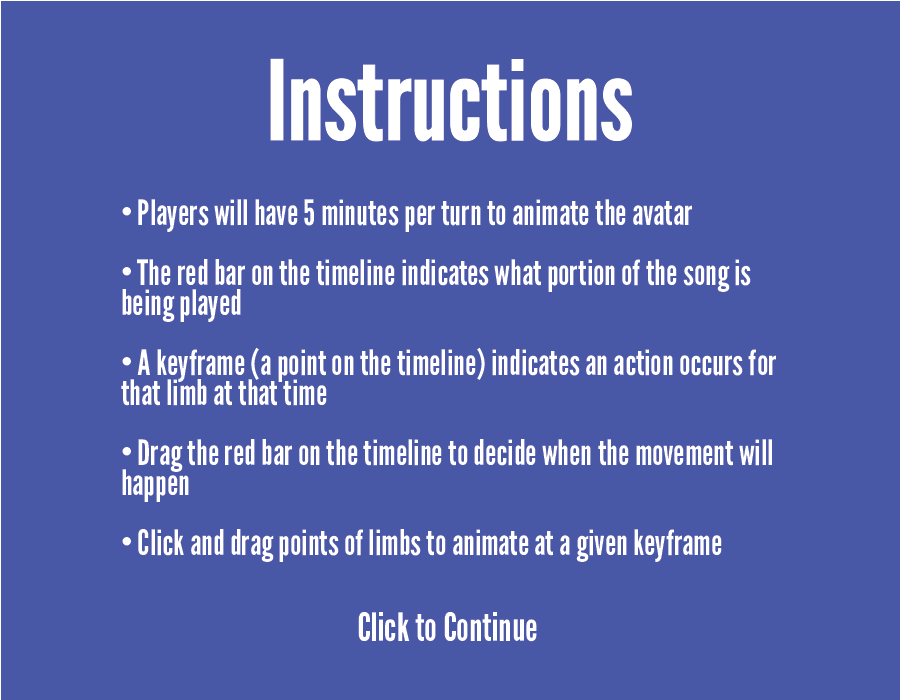 Instructions
• Players will have 5 minutes per turn to animate the avatar
• The red bar on the timeline indicates what portion of the song is
being played
• A keyframe (a point on the timeline) indicates an action occurs for
that limb at that time
• Drag the red bar on the timeline to decide when the movement will
happen
• Click and drag points of limbs to animate at a given keyframe
Click to Continue